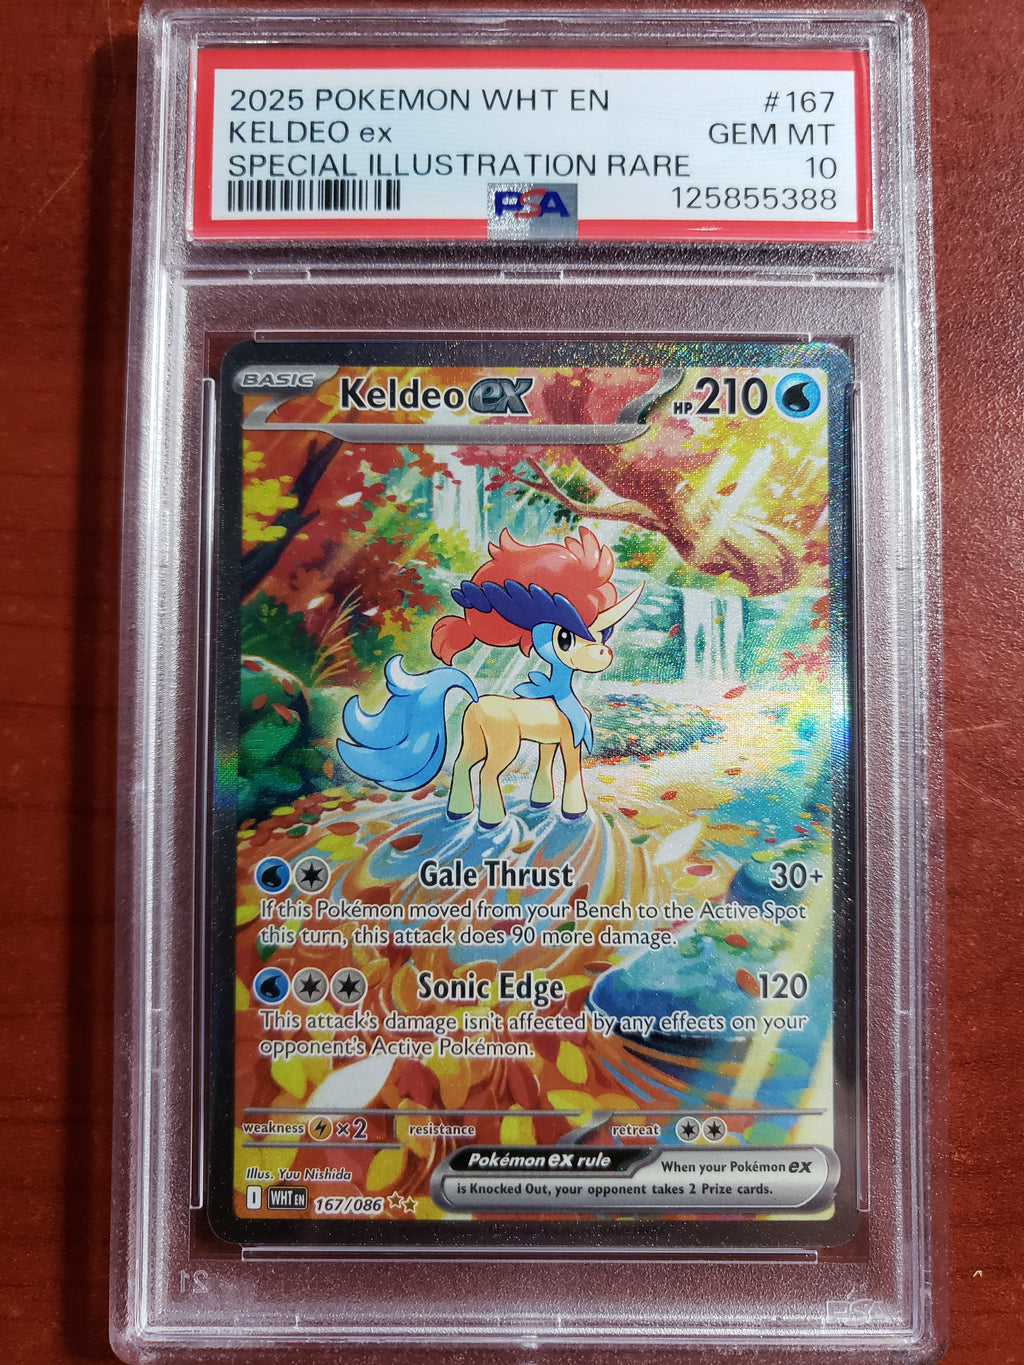 2025 POKEMON WHT EN #167
KELDEO ex GEM MT
SPECIAL ILLUSTRATION RARE 10
PSA 125855388
BASIC Keldeo ex HP 210
Gale Thrust 30+
If this Pokémon moved from your Bench to the Active Spot
this turn, this attack does 90 more damage.
Sonic Edge 120
This attack's damage isn't affected by any effects on your
opponent's Active Pokémon.
weakness ×2 resistance retreat
Pokémon ex rule When your Pokémon ex
is Knocked Out, your opponent takes 2 Prize cards.
Illus. Yuu Nishida
I WHT EN 167/086
21
PSA